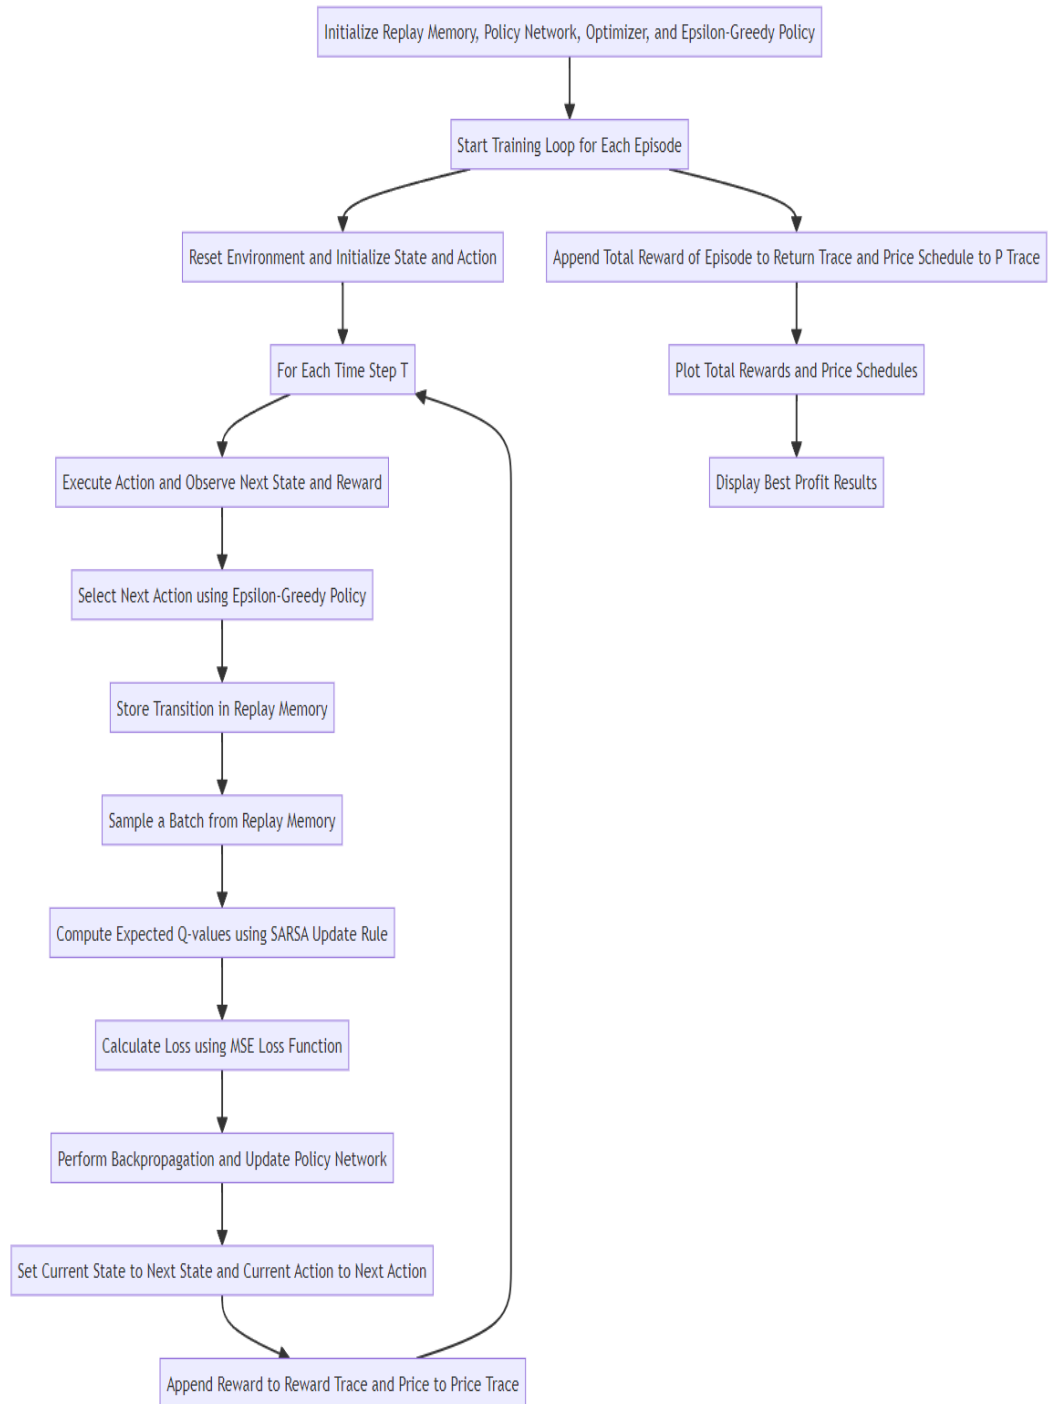 Initialize Replay Memory, Policy Network, Optimizer, and Epsilon-Greedy Policy
Start Training Loop for Each Episode
Reset Environment and Initialize State and Action
Append Total Reward of Episode to Return Trace and Price Schedule to P Trace
For Each Time Step T
Plot Total Rewards and Price Schedules
Execute Action and Observe Next State and Reward
Display Best Profit Results
Select Next Action using Epsilon-Greedy Policy
Store Transition in Replay Memory
Sample a Batch from Replay Memory
Compute Expected Q-values using SARSA Update Rule
Calculate Loss using MSE Loss Function
Perform Backpropagation and Update Policy Network
Set Current State to Next State and Current Action to Next Action
Append Reward to Reward Trace and Price to Price Trace